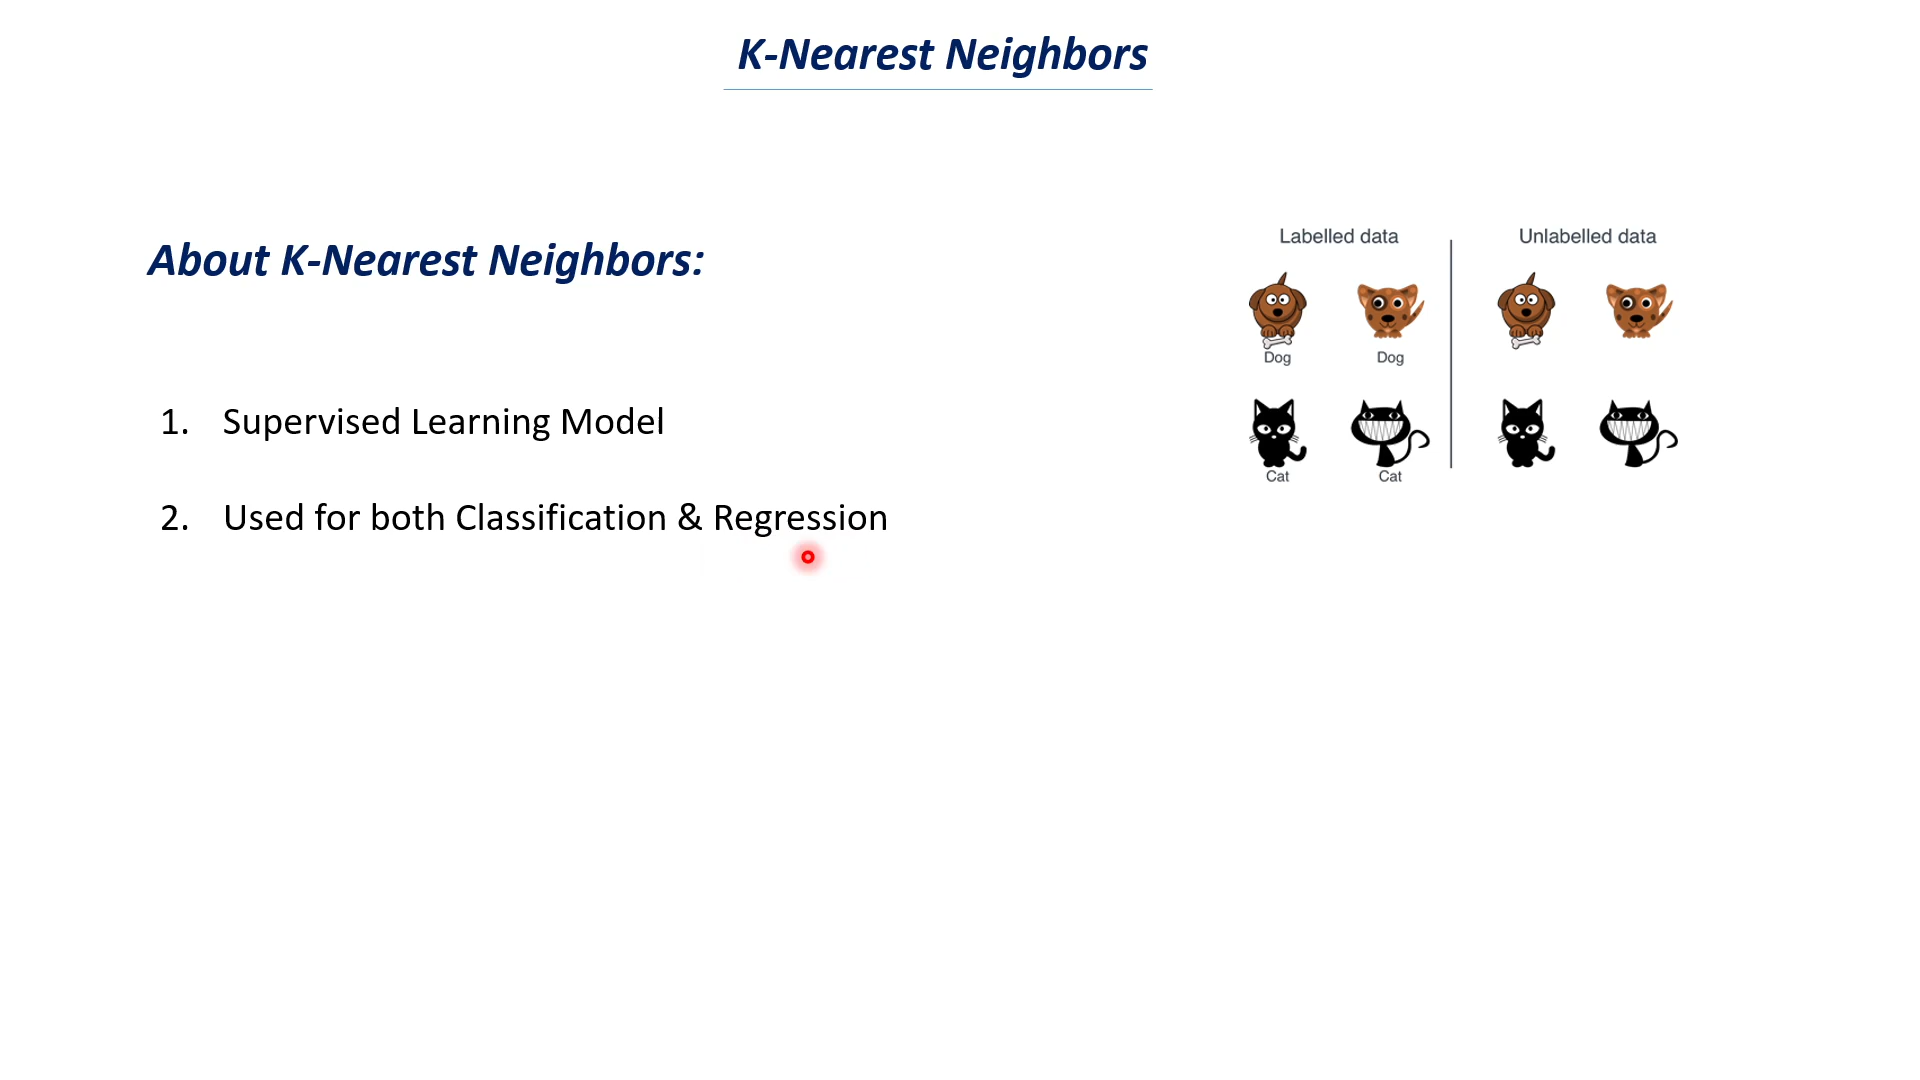 K-Nearest Neighbors
About K-Nearest Neighbors:
1. Supervised Learning Model
2. Used for both Classification & Regression
Labelled data
Unlabelled data
Dog
Dog
Cat
Cat